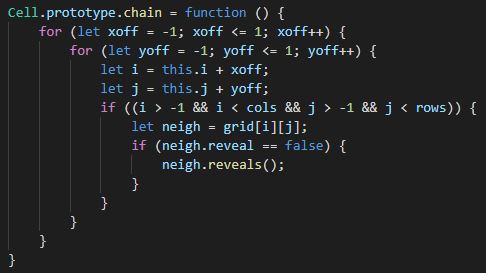 Cell.prototype.chain = function () {
    for (let xoff = -1; xoff <= 1; xoff++) {
        for (let yoff = -1; yoff <= 1; yoff++) {
            let i = this.i + xoff;
            let j = this.j + yoff;
            if ((i > -1 && i < cols && j > -1 && j < rows)) {
                let neigh = grid[i][j];
                if (neigh.reveal == false) {
                    neigh.reveals();
                }
            }
        }
    }
}